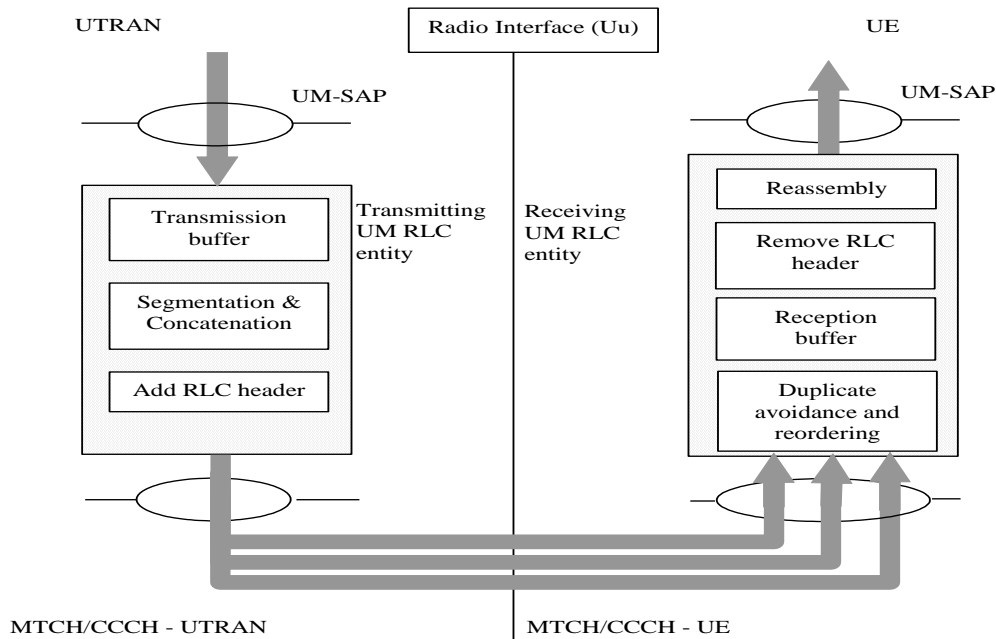 UTRAN
Radio Interface (Uu)
UE
UM-SAP
UM-SAP
Transmission
buffer
Segmentation &
Concatenation
Add RLC header
Transmitting
UM RLC
entity
Receiving
UM RLC
entity
Reassembly
Remove RLC
header
Reception
buffer
Duplicate
avoidance and
reordering
MTCH/CCCH - UTRAN
MTCH/CCCH - UE